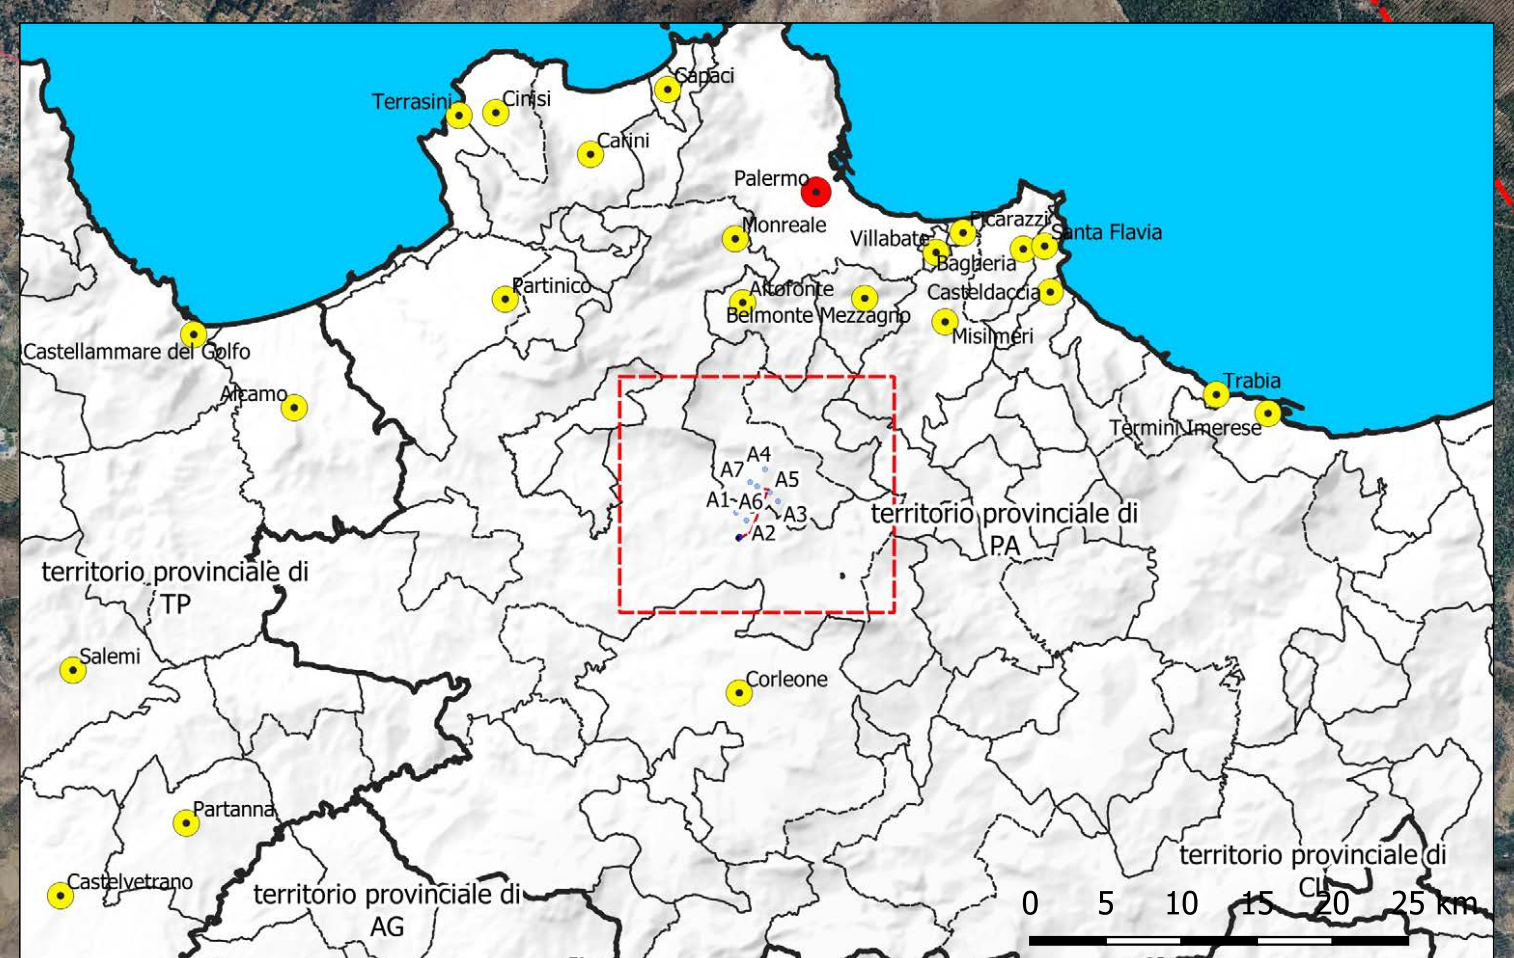 Capaci
Terrasini
Cinisi
Carini
Palermo
Monreale
Ficarazzi
Villabate
Santa Flavia
Bagheria
Partinico
Altofonte
Casteldaccia
Belmonte Mezzagno
Misilmeri
Castellammare del Golfo
Alcamo
Trabia
Termini Imerese
A4
A7
A5
A1
A6
A3
A2
territorio provinciale di
PA
territorio provinciale di
TP
Salemi
Corleone
Partanna
territorio provinciale di
CL
Castelvetrano
territorio provinciale di
AG
0 5 10 15 20 25 km